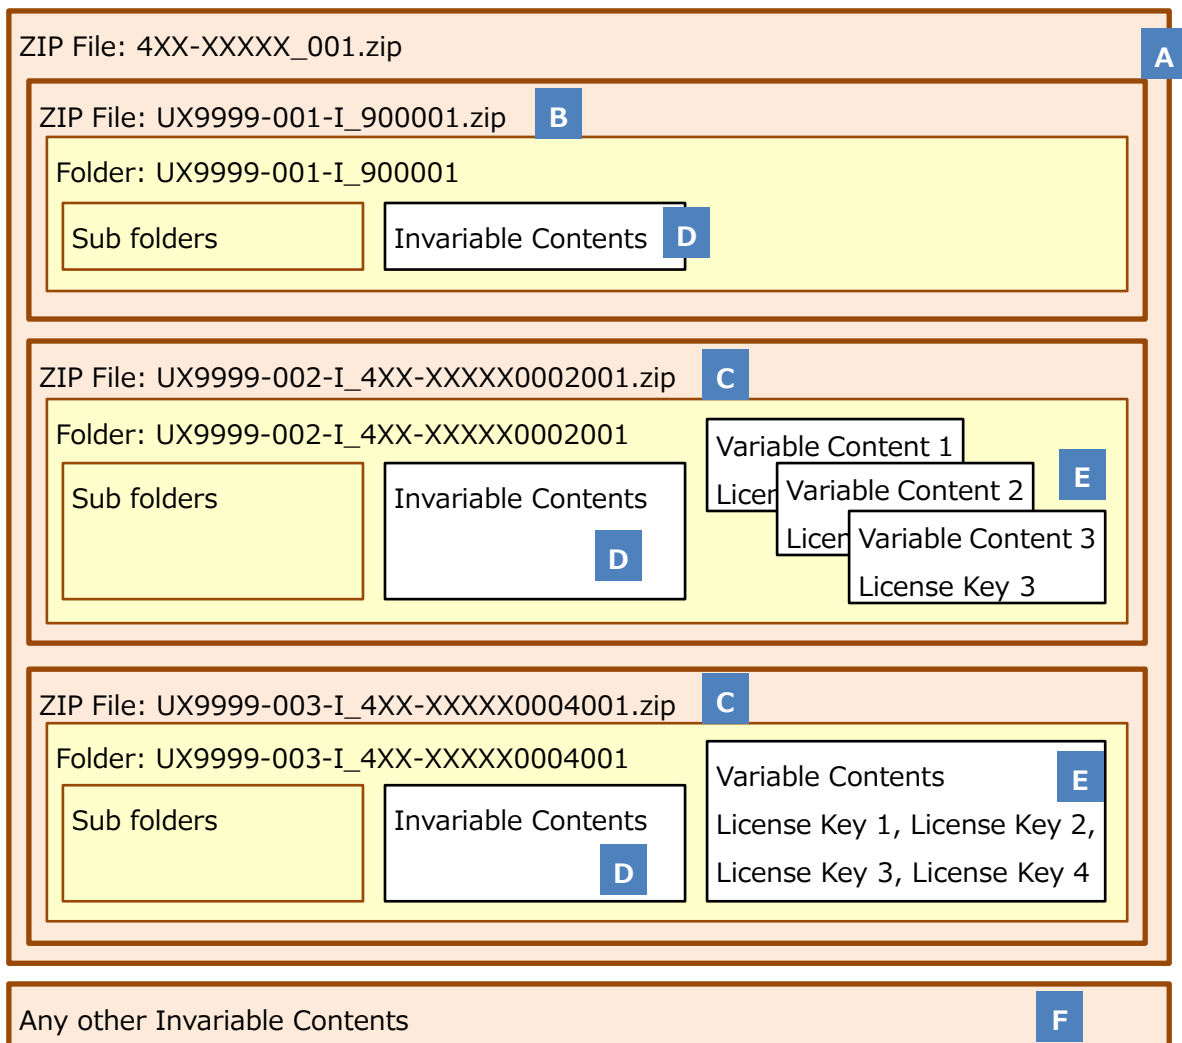 ZIP File: 4XX-XXXXX_001.zip
A
ZIP File: UX9999-001-I_900001.zip
B
Folder: UX9999-001-I_900001
Sub folders
Invariable Contents
D
ZIP File: UX9999-002-I_4XX-XXXXX0002001.zip
C
Folder: UX9999-002-I_4XX-XXXXX0002001
Sub folders
Invariable Contents
D
Variable Content 1
Licen
Variable Content 2
Licen
Variable Content 3
License Key 3
E
ZIP File: UX9999-003-I_4XX-XXXXX0004001.zip
C
Folder: UX9999-003-I_4XX-XXXXX0004001
Sub folders
Invariable Contents
D
Variable Contents
E
License Key 1, License Key 2,
License Key 3, License Key 4
Any other Invariable Contents
F